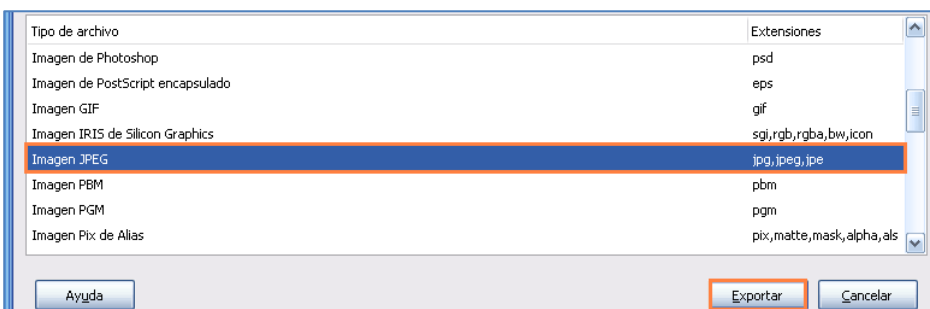 Tipo de archivo Extensiones
Imagen de Photoshop psd
Imagen de PostScript encapsulado eps
Imagen GIF gif
Imagen IRIS de Silicon Graphics sgi,rgb,rgba,bw,icon
Imagen JPEG jpg,jpeg,jpe
Imagen PBM pbm
Imagen PGM pgm
Imagen Pix de Alias pix,matte,mask,alpha,als
Ayuda Exportar Cancelar